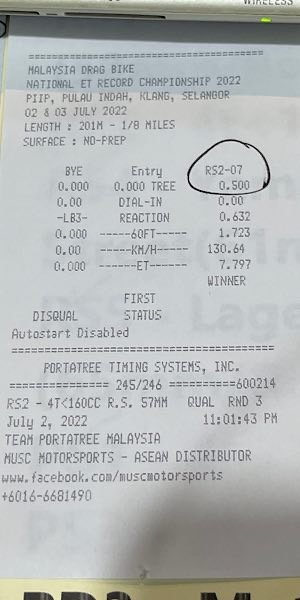 WIRELESS
========================================
MALAYSIA DRAG BIKE
NATIONAL ET RECORD CHAMPIONSHIP 2022
PIIP, PULAU INDAH, KLANG, SELANGOR
02 & 03 JULY 2022
LENGTH : 201M - 1/8 MILES
SURFACE : NO-PREP
BYE Entry RS2-07
0.000 0.000 TREE 0.500
0.00 DIAL-IN 0.00
-LB3- REACTION 0.632
0.000 -----60FT------ 1.723
0.00 -----KM/H------ 130.64
0.000 ------ET------- 7.797
WINNER
FIRST
DISQUAL STATUS
Autostart Disabled
========================================
PORTATREE TIMING SYSTEMS, INC.
=============== 245/246 ==========600214
RS2 - 4T<160CC R.S. 57MM QUAL RND 3
July 2, 2022 11:01:43 PM
TEAM PORTATREE MALAYSIA
MUSC MOTORSPORTS - ASEAN DISTRIBUTOR
www.facebook.com/muscmotorsports
+6016-6681490